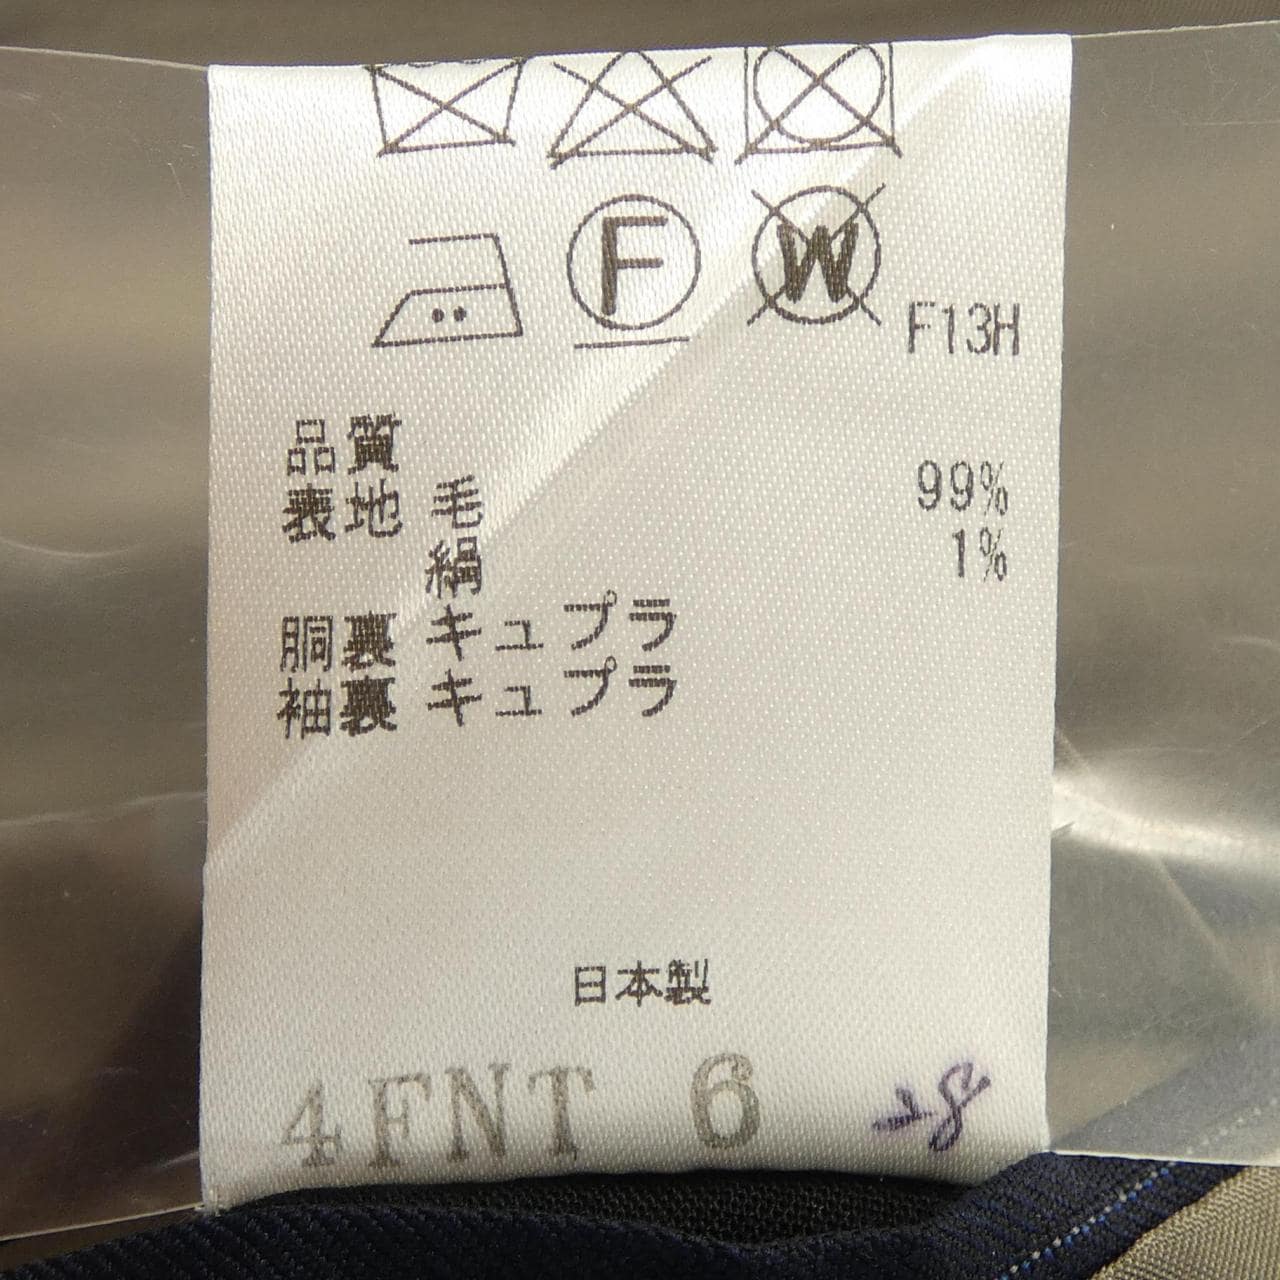 F
W
F13H
品質
表地 毛 99%
絹 1%
胴裏 キュプラ
袖裏 キュプラ
日本製
4FNT 6